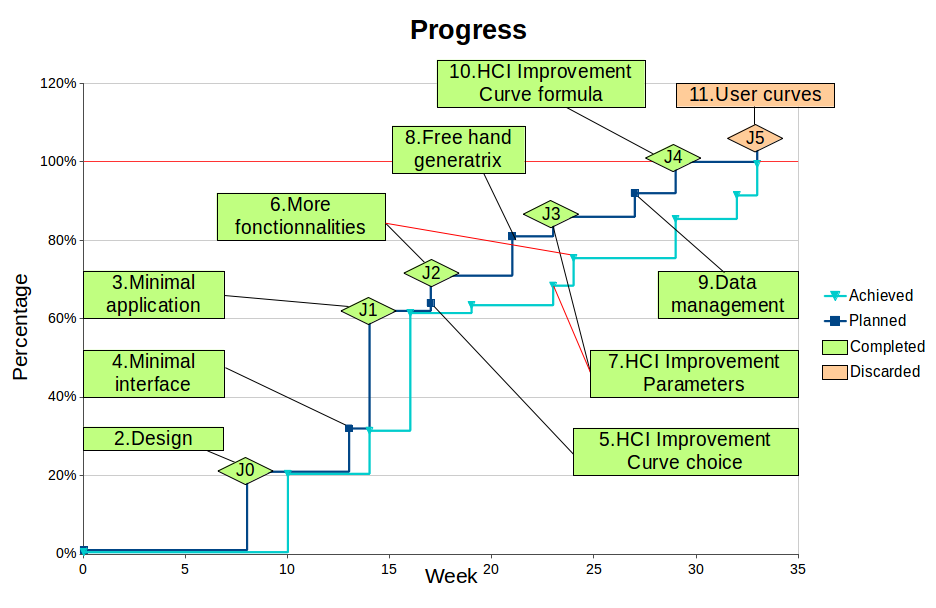 Progress
10.HCI Improvement
Curve formula
120%
11.User curves
8.Free hand
generatrix
J5
100%
J4
6.More
fonctionnalities
J3
80%
J2
3.Minimal
application
9.Data
management
60%
J1
Percentage
Achieved
Planned
Completed
Discarded
4.Minimal
interface
7.HCI Improvement
Parameters
40%
2.Design
5.HCI Improvement
Curve choice
J0
20%
0%
0 5 10 15 20 25 30 35
Week